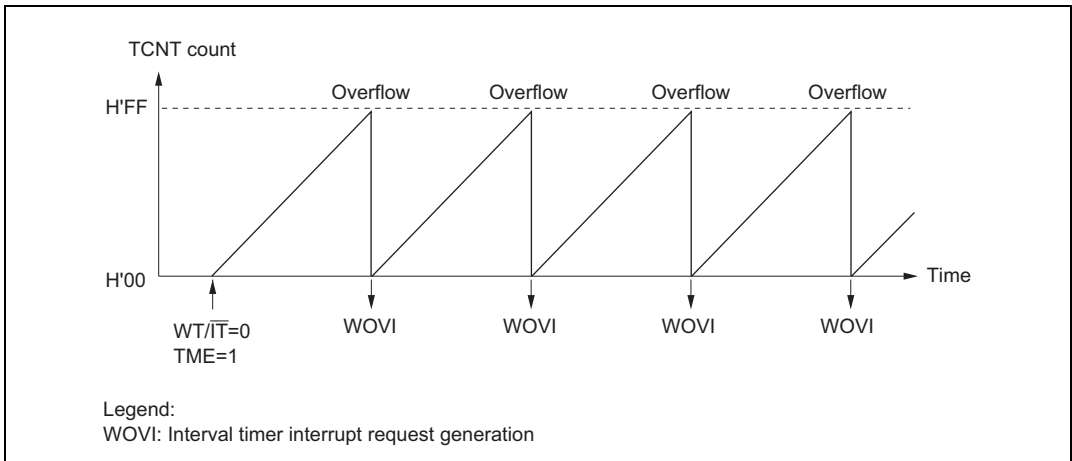 TCNT count
Overflow Overflow Overflow Overflow
H'FF
H'00
Time
WOVI WOVI WOVI WOVI
WT/I̅T̅=0
TME=1
Legend:
WOVI: Interval timer interrupt request generation